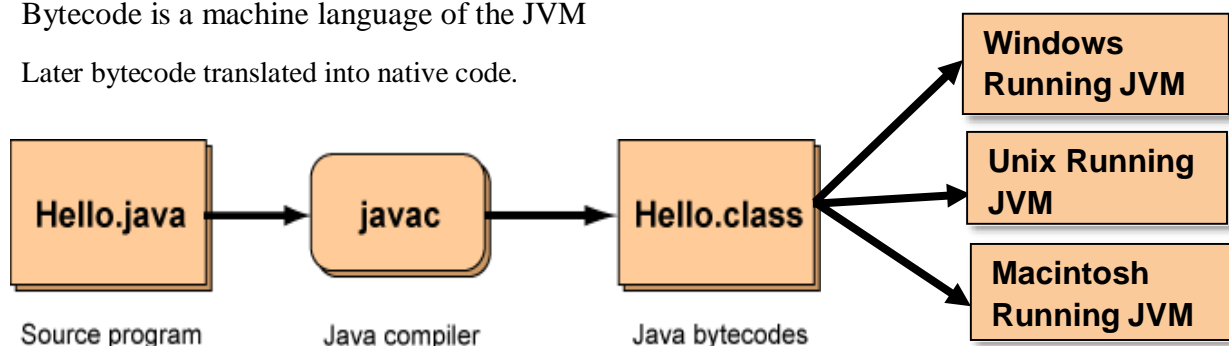 Bytecode is a machine language of the JVM
Later bytecode translated into native code.
Windows
Running JVM
Hello.java
javac
Hello.class
Unix Running
JVM
Macintosh
Running JVM
Source program
Java compiler
Java bytecodes